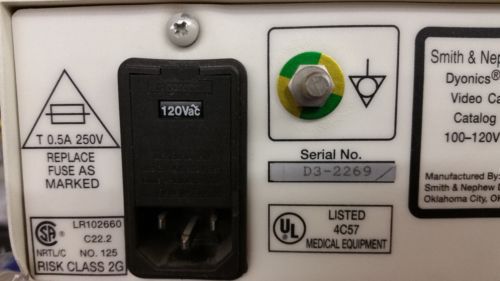 T 0.5A 250V
REPLACE
FUSE AS
MARKED
LR102660
C22.2
NRTL/C NO. 125
RISK CLASS 2G
120Vac
Serial No.
D3-2269
UL
LISTED
4C57
MEDICAL EQUIPMENT
Smith & Neph
Dyonics®
Video Ca
Catalog
100–120V
Manufactured By:
Smith & Nephew D
Oklahoma City, O